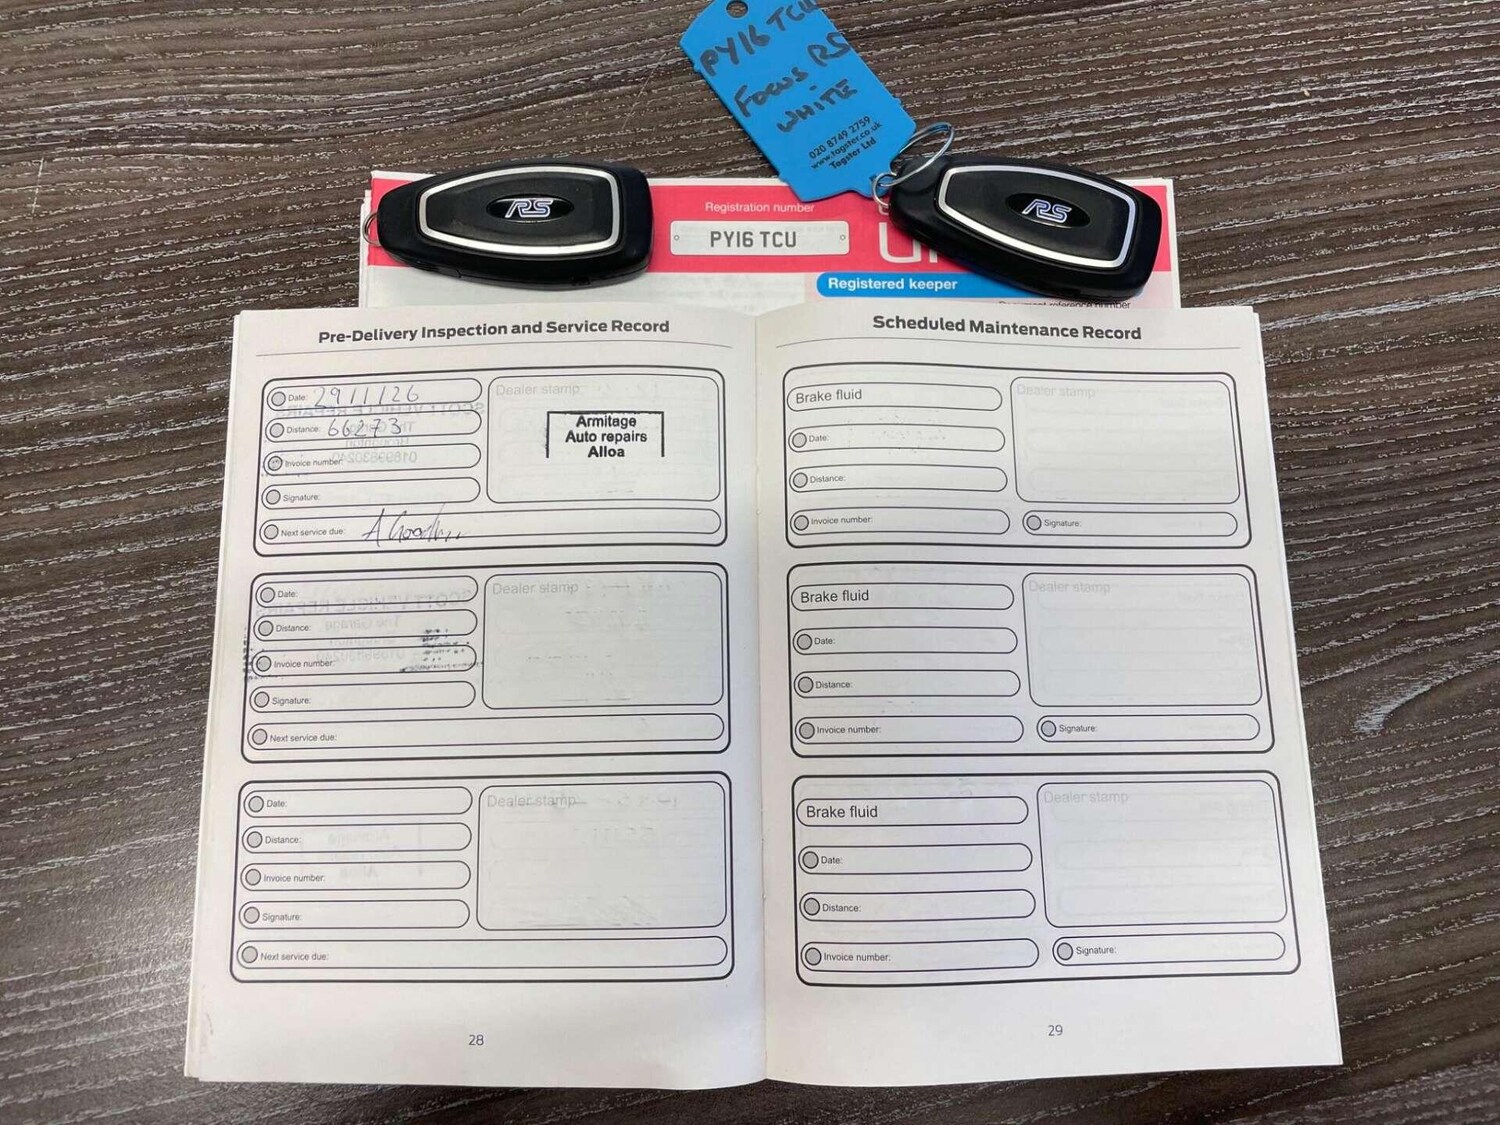 PY16 TCU
Focus RS
- WHITE
020 8749 2759
www.togster.co.uk
Togster Ltd
RS
RS
Registration number
PY16 TCU
Registered keeper
Document reference number
Pre-Delivery Inspection and Service Record
Date: 29/1/26
Distance: 66273
Invoice number:
Signature:
Next service due:
Dealer stamp
Armitage
Auto repairs
Alloa
Date:
Distance:
Invoice number:
Signature:
Next service due:
Dealer stamp
Date:
Distance:
Invoice number:
Signature:
Next service due:
Dealer stamp
28
Scheduled Maintenance Record
Brake fluid
Date:
Distance:
Invoice number:
Signature:
Dealer stamp
Brake fluid
Date:
Distance:
Invoice number:
Signature:
Dealer stamp
Brake fluid
Date:
Distance:
Invoice number:
Signature:
Dealer stamp
29